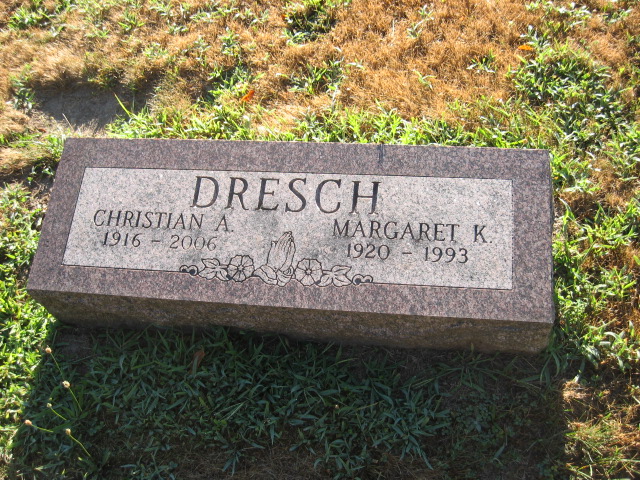 DRESCH
CHRISTIAN A. MARGARET K.
1916 - 2006 1920 - 1993